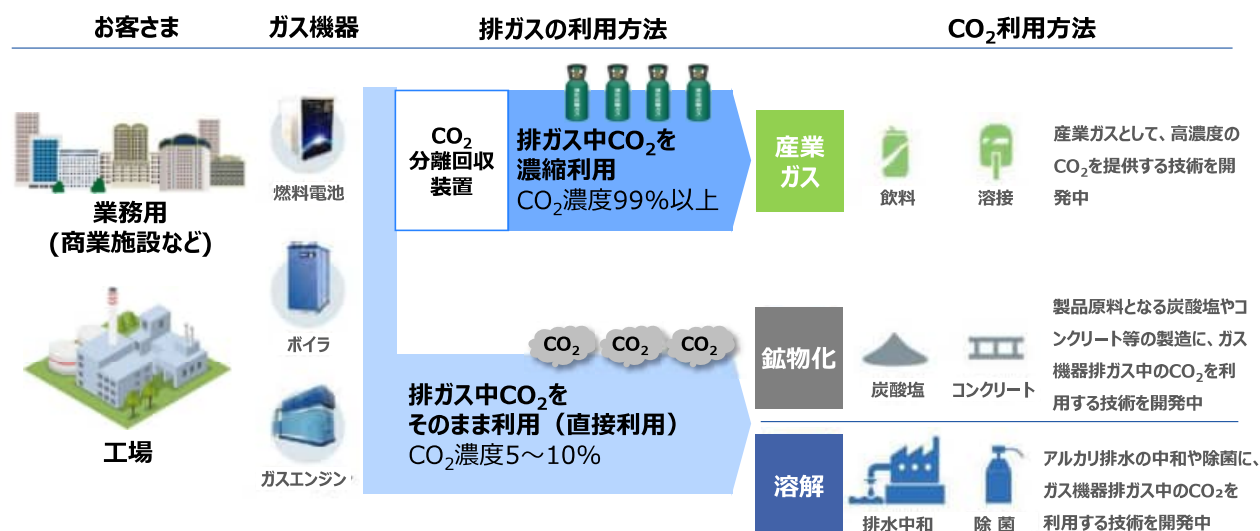 お客さま
ガス機器
排ガスの利用方法
CO₂利用方法
業務用
(商業施設など)
工場
燃料電池
ボイラ
ガスエンジン
CO₂
分離回収
装置
排ガス中CO₂を
濃縮利用
CO₂濃度99%以上
産業
ガス
飲料
溶接
産業ガスとして、高濃度の
CO₂を提供する技術を開
発中
CO₂
CO₂
CO₂
排ガス中CO₂を
そのまま利用（直接利用）
CO₂濃度5～10%
鉱物化
炭酸塩
コンクリート
製品原料となる炭酸塩やコ
ンクリート等の製造に、ガス
機器排ガス中のCO₂を利
用する技術を開発中
溶解
排水中和
除菌
アルカリ排水の中和や除菌に、
ガス機器排ガス中のCO₂を
利用する技術を開発中